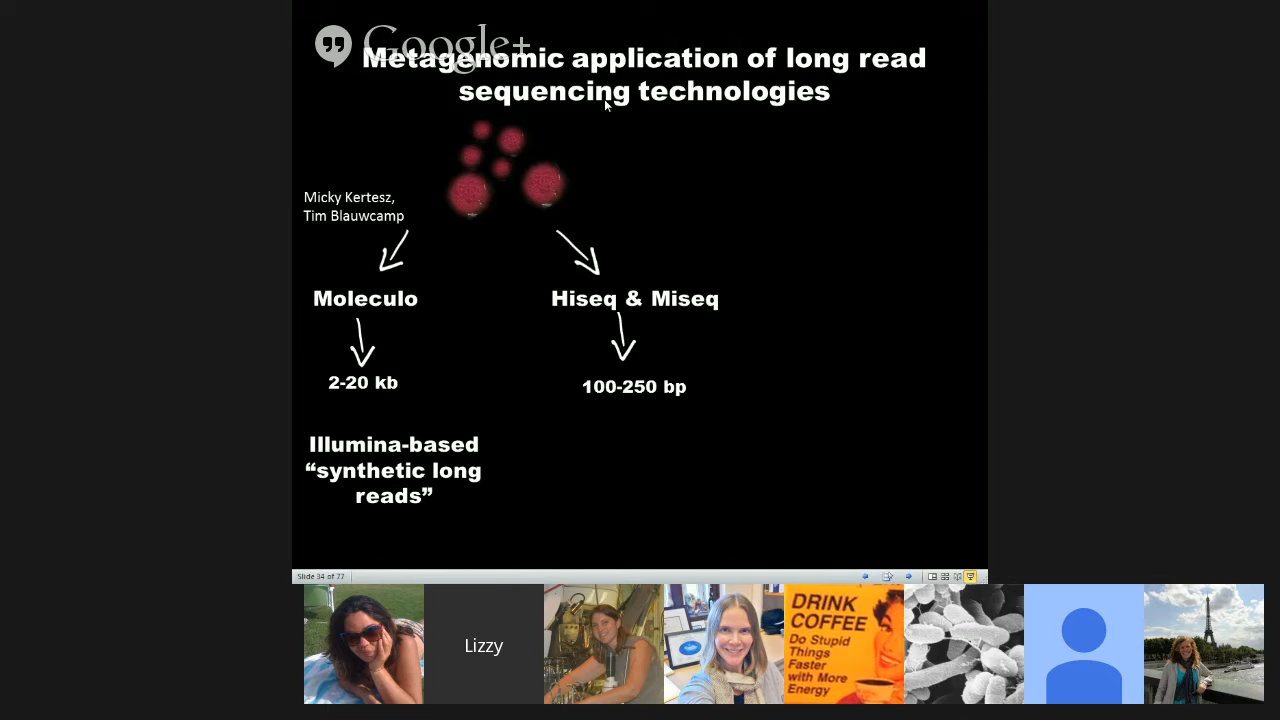 Google+
Metagenomic application of long read
sequencing technologies
Micky Kertesz,
Tim Blauwcamp
Moleculo
Hiseq & Miseq
2-20 kb
100-250 bp
Illumina-based
“synthetic long
reads”
Slide 34 of 77
Lizzy
DRINK
COFFEE
Do Stupid
Things
Faster
with More
Energy